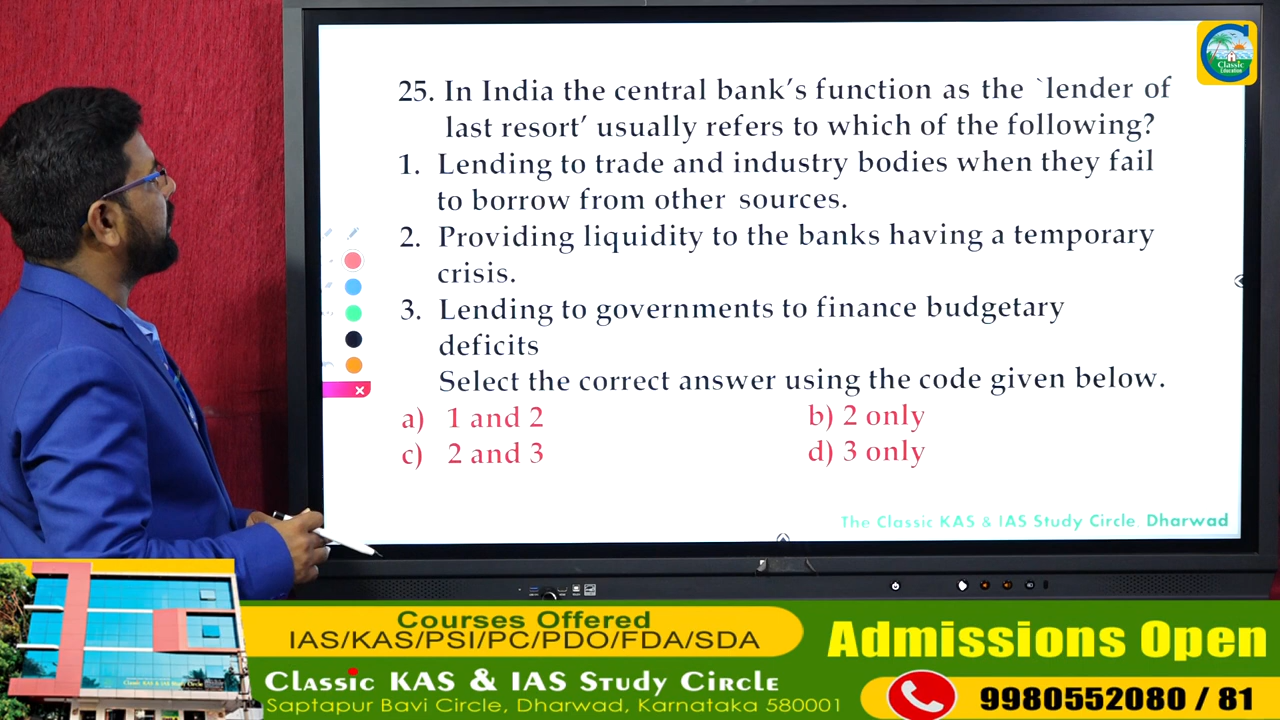 Classic
Education
25. In India the central bank's function as the `lender of
last resort' usually refers to which of the following?
1. Lending to trade and industry bodies when they fail
to borrow from other sources.
2. Providing liquidity to the banks having a temporary
crisis.
3. Lending to governments to finance budgetary
deficits
Select the correct answer using the code given below.
a) 1 and 2 b) 2 only
c) 2 and 3 d) 3 only
The Classic KAS & IAS Study Circle, Dharwad
Courses Offered
IAS/KAS/PSI/PC/PDO/FDA/SDA
Classic KAS & IAS Study Circle
Saptapur Bavi Circle, Dharwad, Karnataka 580001
Admissions Open
9980552080 / 81